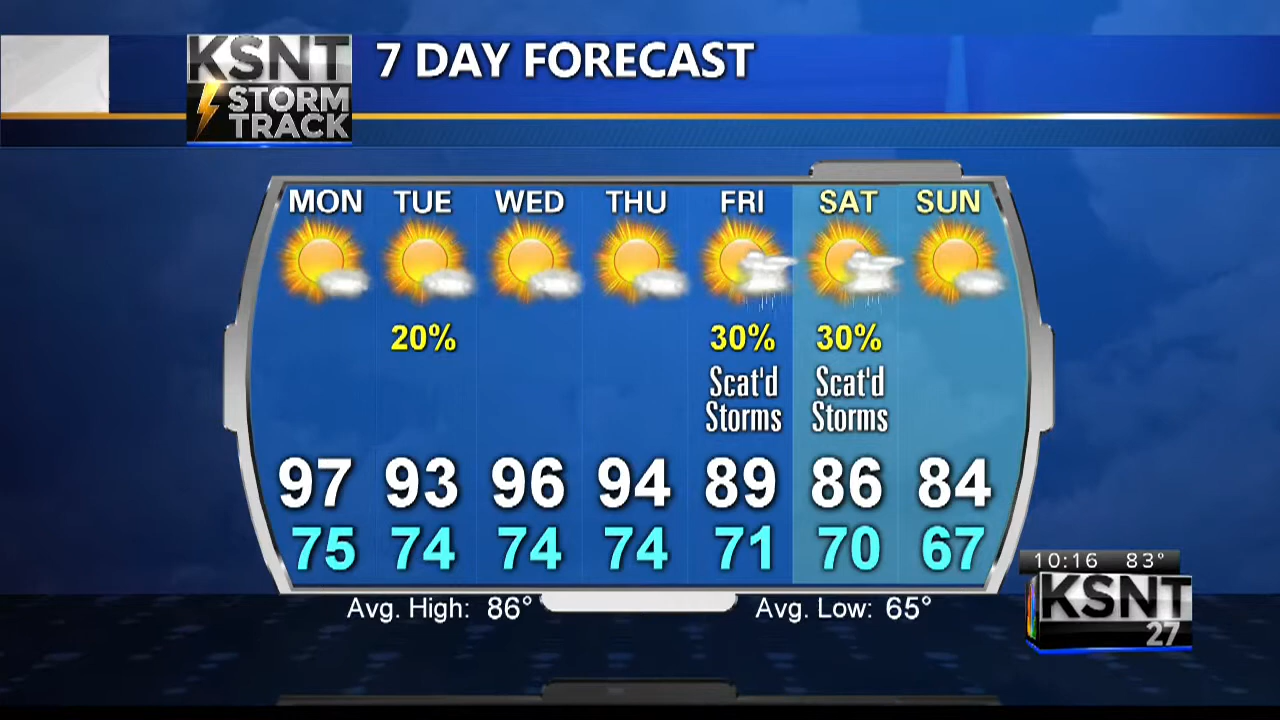 KSNT
STORM
TRACK
7 DAY FORECAST
MON TUE WED THU FRI SAT SUN
20% 30% 30%
Scat'd Scat'd
Storms Storms
97 93 96 94 89 86 84
75 74 74 74 71 70 67
Avg. High: 86° Avg. Low: 65°
10:16 83°
KSNT
27